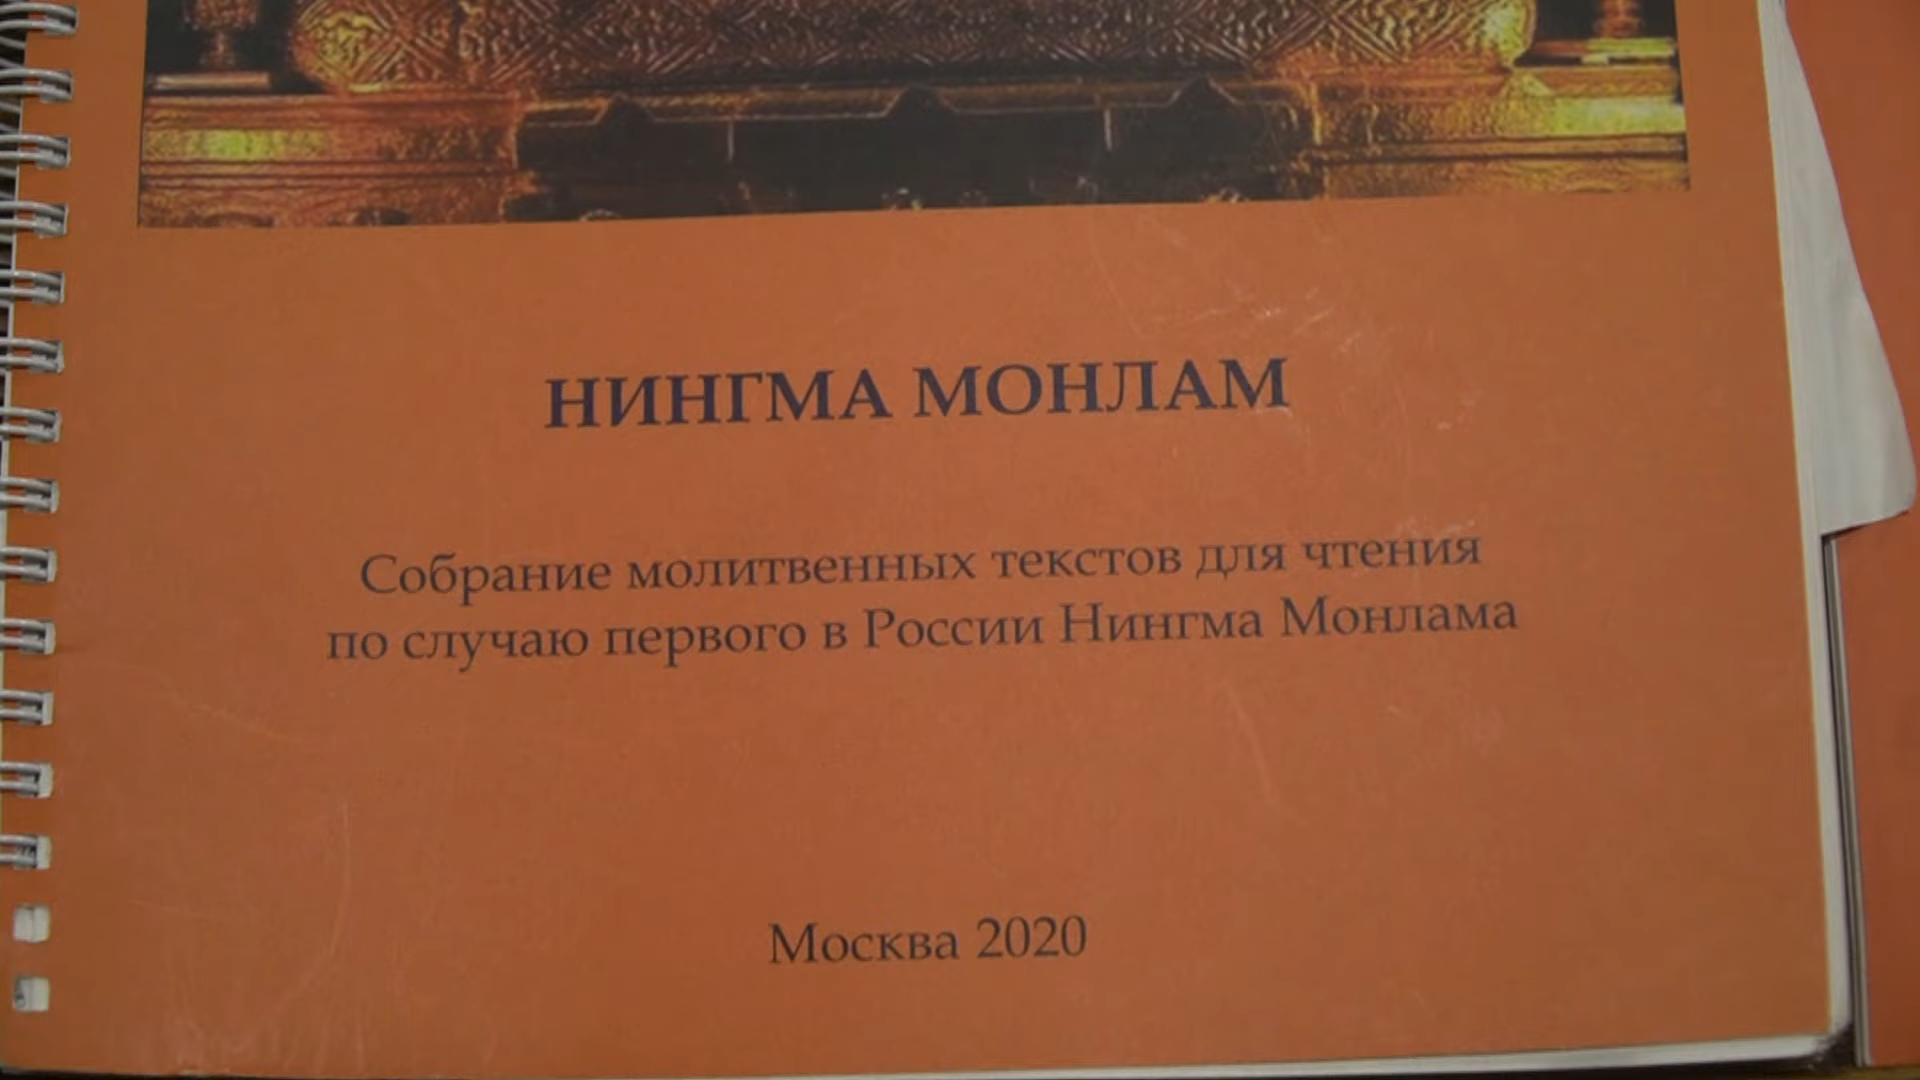 НИНГМА МОНЛАМ
Собрание молитвенных текстов для чтения
по случаю первого в России Нингма Монлама
Москва 2020